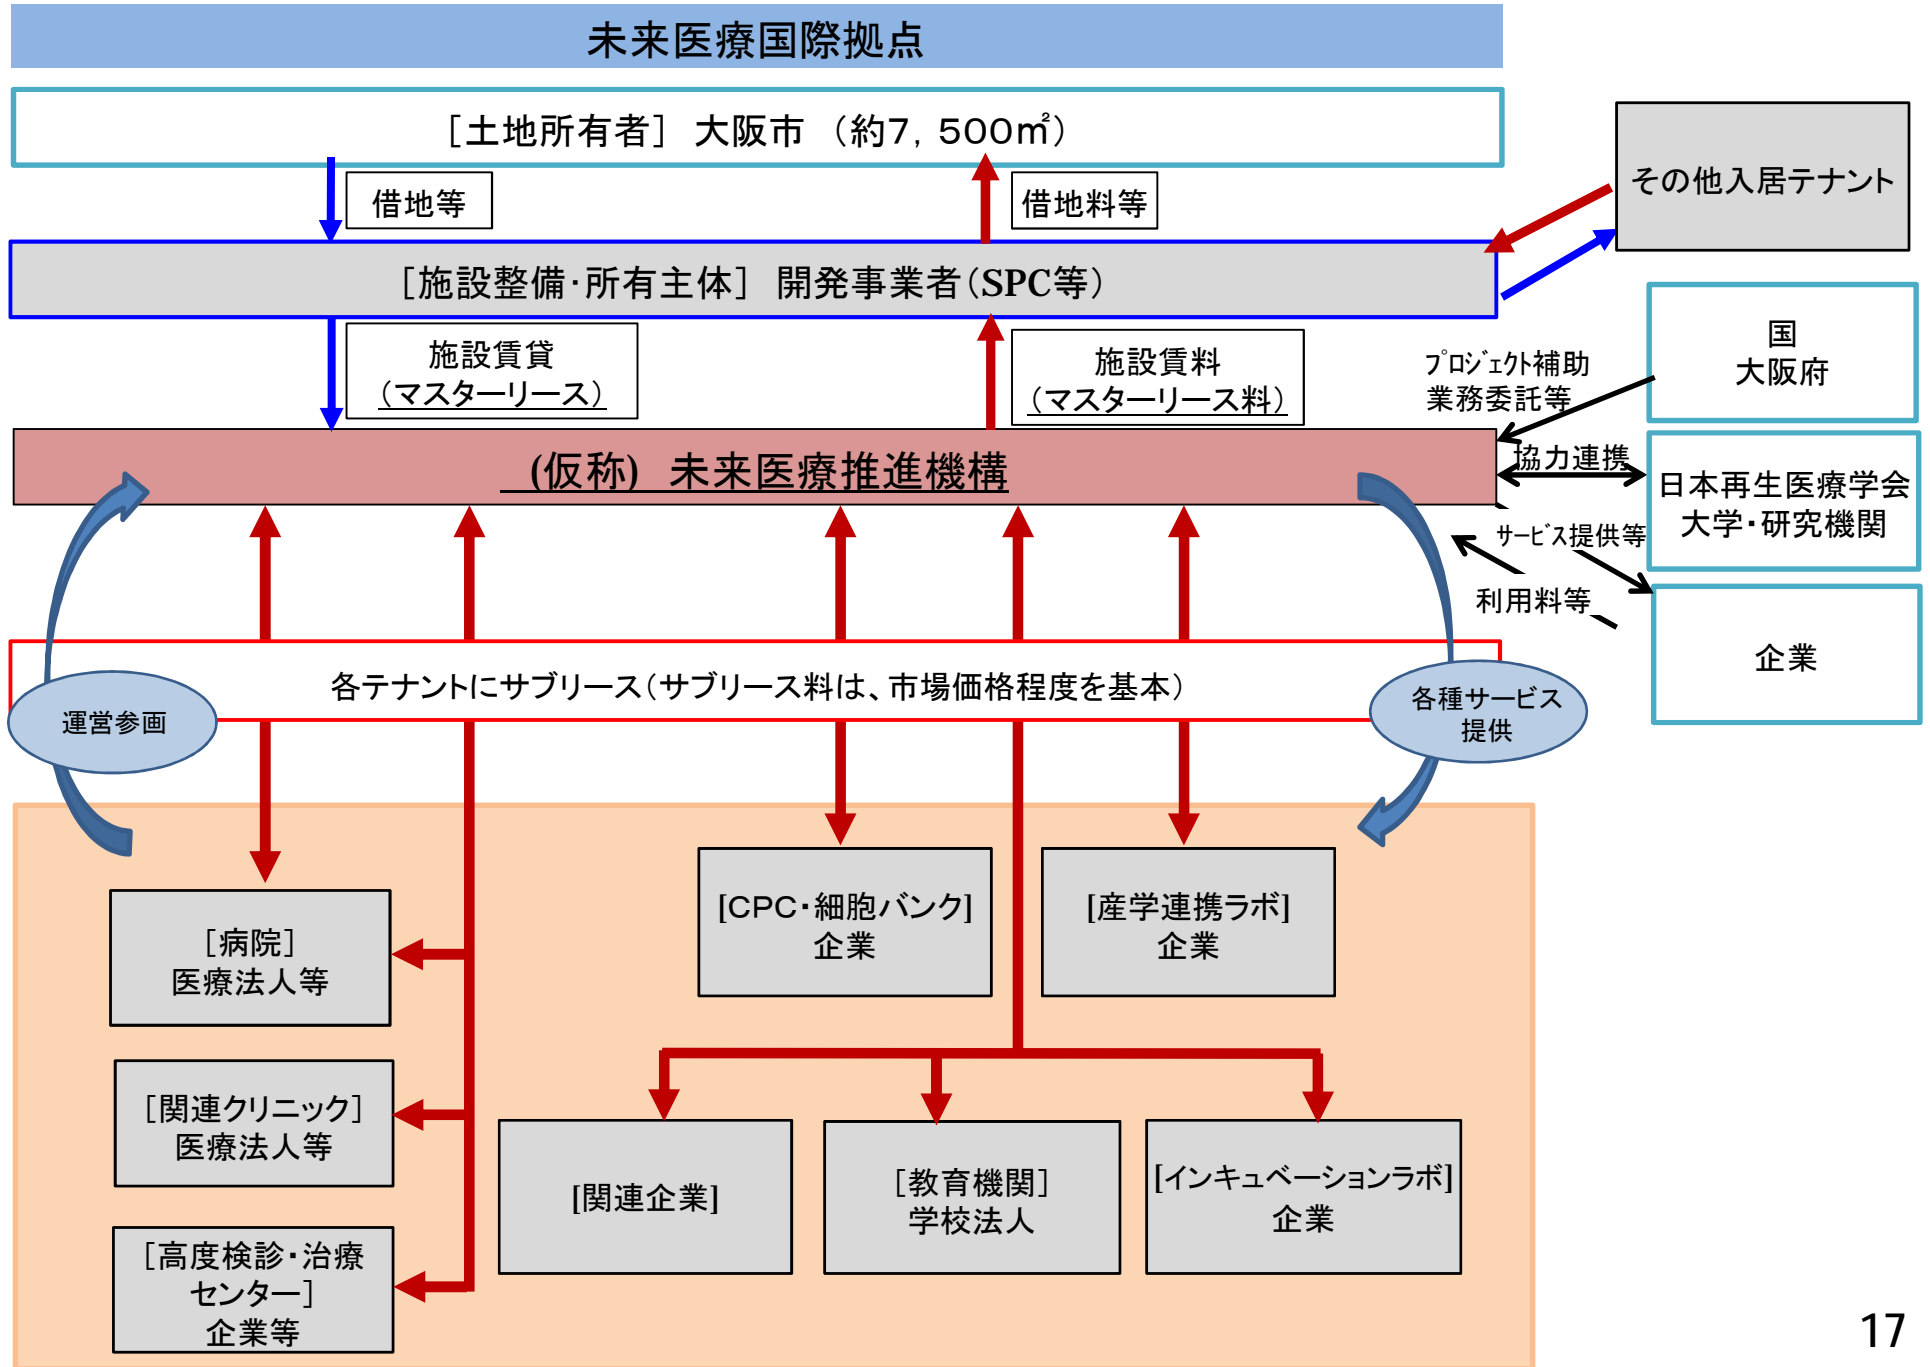 未来医療国際拠点
［土地所有者］ 大阪市 （約７，５００㎡）
借地等
借地料等
その他入居テナント
［施設整備・所有主体］ 開発事業者（SPC等）
施設賃貸
（マスターリース）
施設賃料
（マスターリース料）
プロジェクト補助
業務委託等
国
大阪府
(仮称) 未来医療推進機構
協力連携
日本再生医療学会
大学・研究機関
サービス提供等
利用料等
企業
各テナントにサブリース（サブリース料は、市場価格程度を基本）
運営参画
各種サービス
提供
[CPC・細胞バンク]
企業
[産学連携ラボ]
企業
［病院］
医療法人等
［関連クリニック］
医療法人等
[関連企業]
［教育機関］
学校法人
[インキュベーションラボ]
企業
［高度検診・治療
センター］
企業等
17